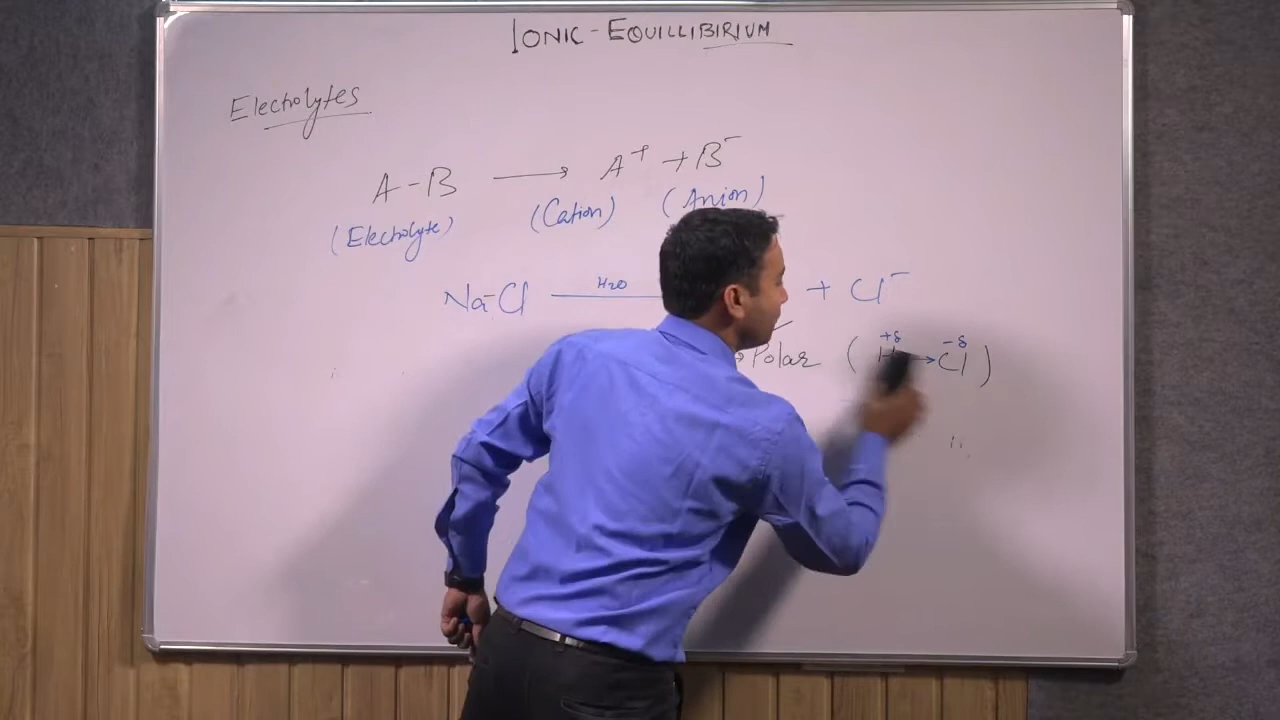 IONIC-EQUILLIBIRIUM
Electrolytes
A-B → A⁺ + B⁻
(Electrolyte) (Cation) (Anion)
H₂O
Na-Cl + Cl⁻
+δ -δ
Polar ( H → Cl )